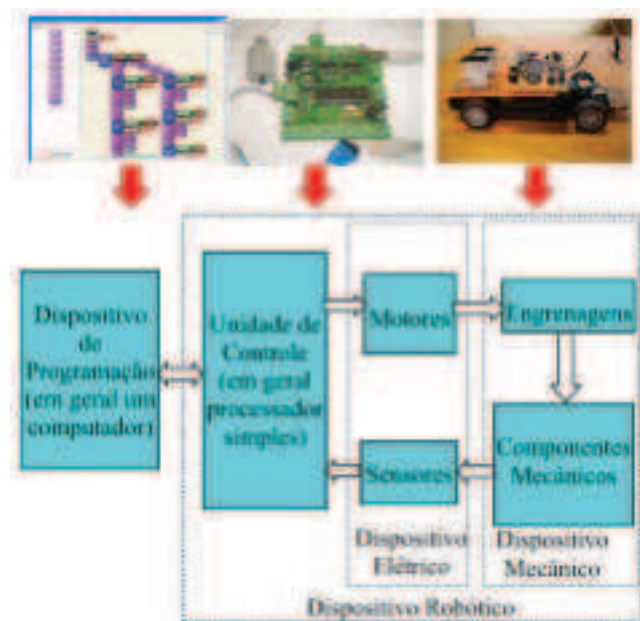 Dispositivo
de
Programação
(em geral um
computador)
Unidade de
Controle
(em geral
processador
simples)
Motores
Engrenagens
Sensores
Componentes
Mecânicos
Dispositivo
Elétrico
Dispositivo
Mecânico
Dispositivo Robótico